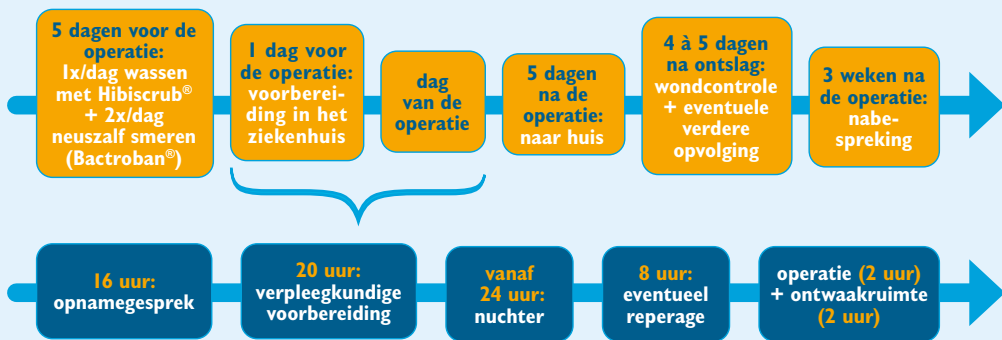 5 dagen voor de
operatie:
1x/dag wassen
met Hibiscrub®
+ 2x/dag
neuszalf smeren
(Bactroban®)
1 dag voor
de operatie:
voorberei-
ding in het
ziekenhuis
dag
van de
operatie
5 dagen
na de
operatie:
naar huis
4 à 5 dagen
na ontslag:
wondcontrole
+ eventuele
verdere
opvolging
3 weken na
de operatie:
nabe-
spreking
16 uur:
opnamegesprek
20 uur:
verpleegkundige
voorbereiding
vanaf
24 uur:
nuchter
8 uur:
eventueel
reperage
operatie (2 uur)
+ ontwaakruimte
(2 uur)